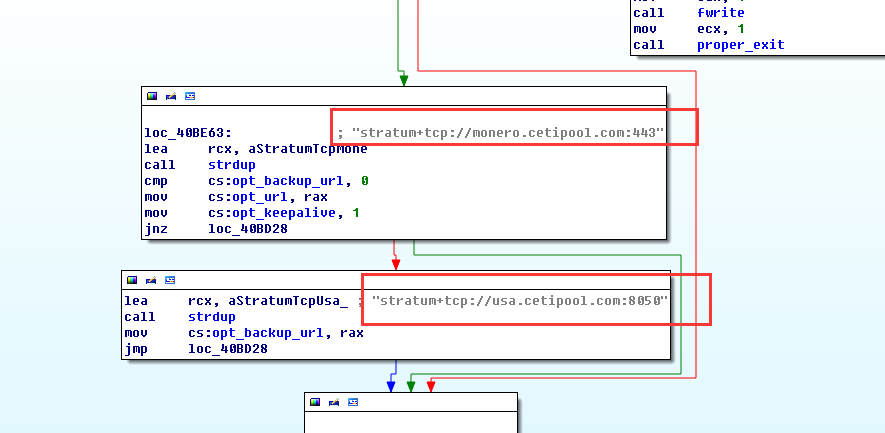 call fwrite
mov ecx, 1
call proper_exit
loc_40BE63: ; "stratum+tcp://monero.cetipool.com:443"
lea rcx, aStratumTcpMone
call strdup
cmp cs:opt_backup_url, 0
mov cs:opt_url, rax
mov cs:opt_keepalive, 1
jnz loc_40BD28
lea rcx, aStratumTcpUsa_ ; "stratum+tcp://usa.cetipool.com:8050"
call strdup
mov cs:opt_backup_url, rax
jmp loc_40BD28